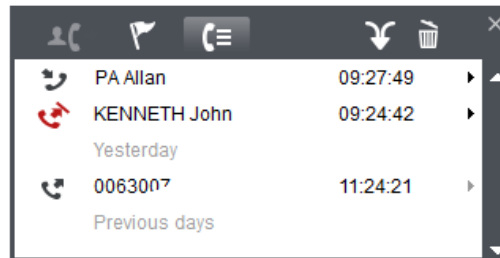 PA Allan 09:27:49
KENNETH John 09:24:42
Yesterday
11:24:21
Previous days